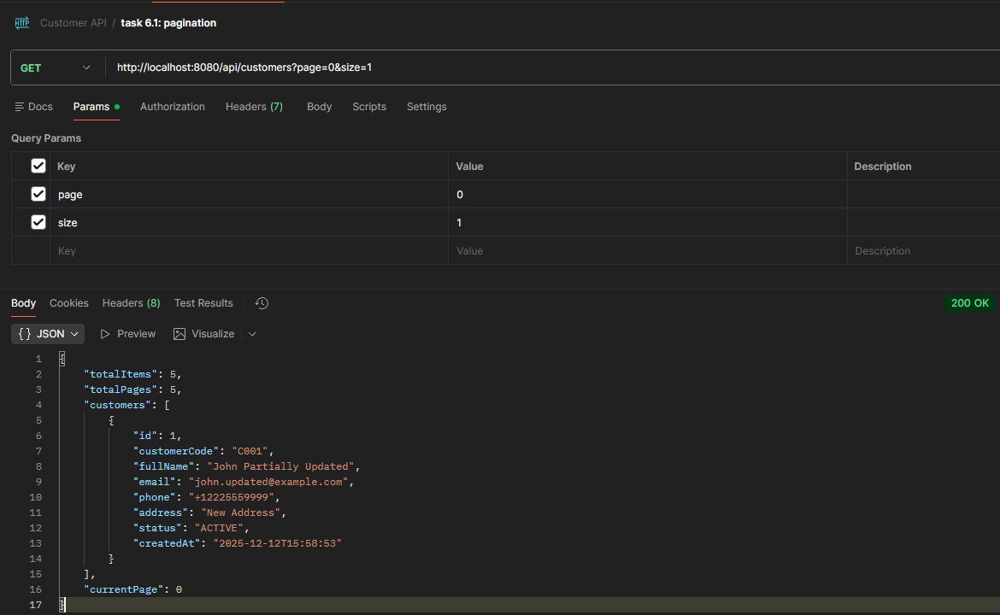 HTTP Customer API / task 6.1: pagination
GET http://localhost:8080/api/customers?page=0&size=1
Docs Params Authorization Headers (7) Body Scripts Settings
Query Params
Key Value Description
page 0
size 1
Key Value Description
Body Cookies Headers (8) Test Results 200 OK
{} JSON Preview Visualize
1 {
2 "totalItems": 5,
3 "totalPages": 5,
4 "customers": [
5 {
6 "id": 1,
7 "customerCode": "C001",
8 "fullName": "John Partially Updated",
9 "email": "john.updated@example.com",
10 "phone": "+12225559999",
11 "address": "New Address",
12 "status": "ACTIVE",
13 "createdAt": "2025-12-12T15:58:53"
14 }
15 ],
16 "currentPage": 0
17 }